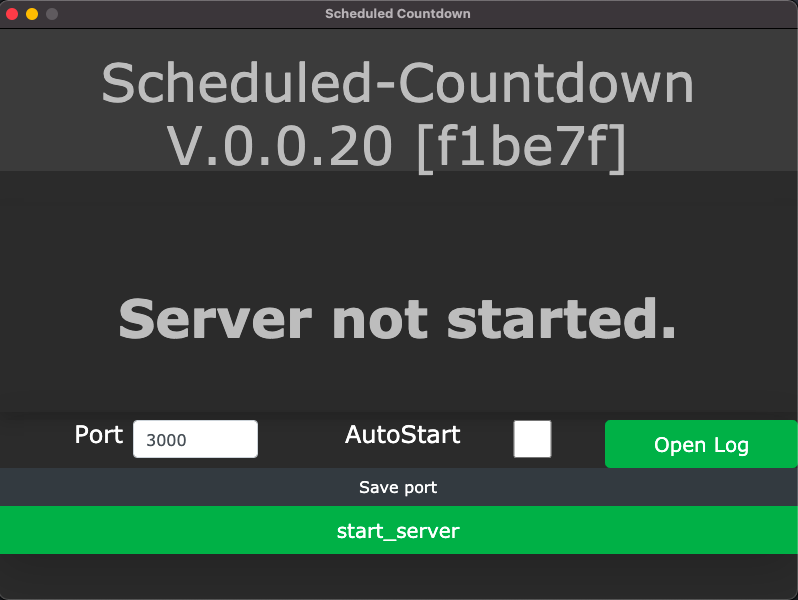 Scheduled Countdown
Scheduled-Countdown
V.0.0.20 [f1be7f]
Server not started.
Port 3000 AutoStart Open Log
Save port
start_server